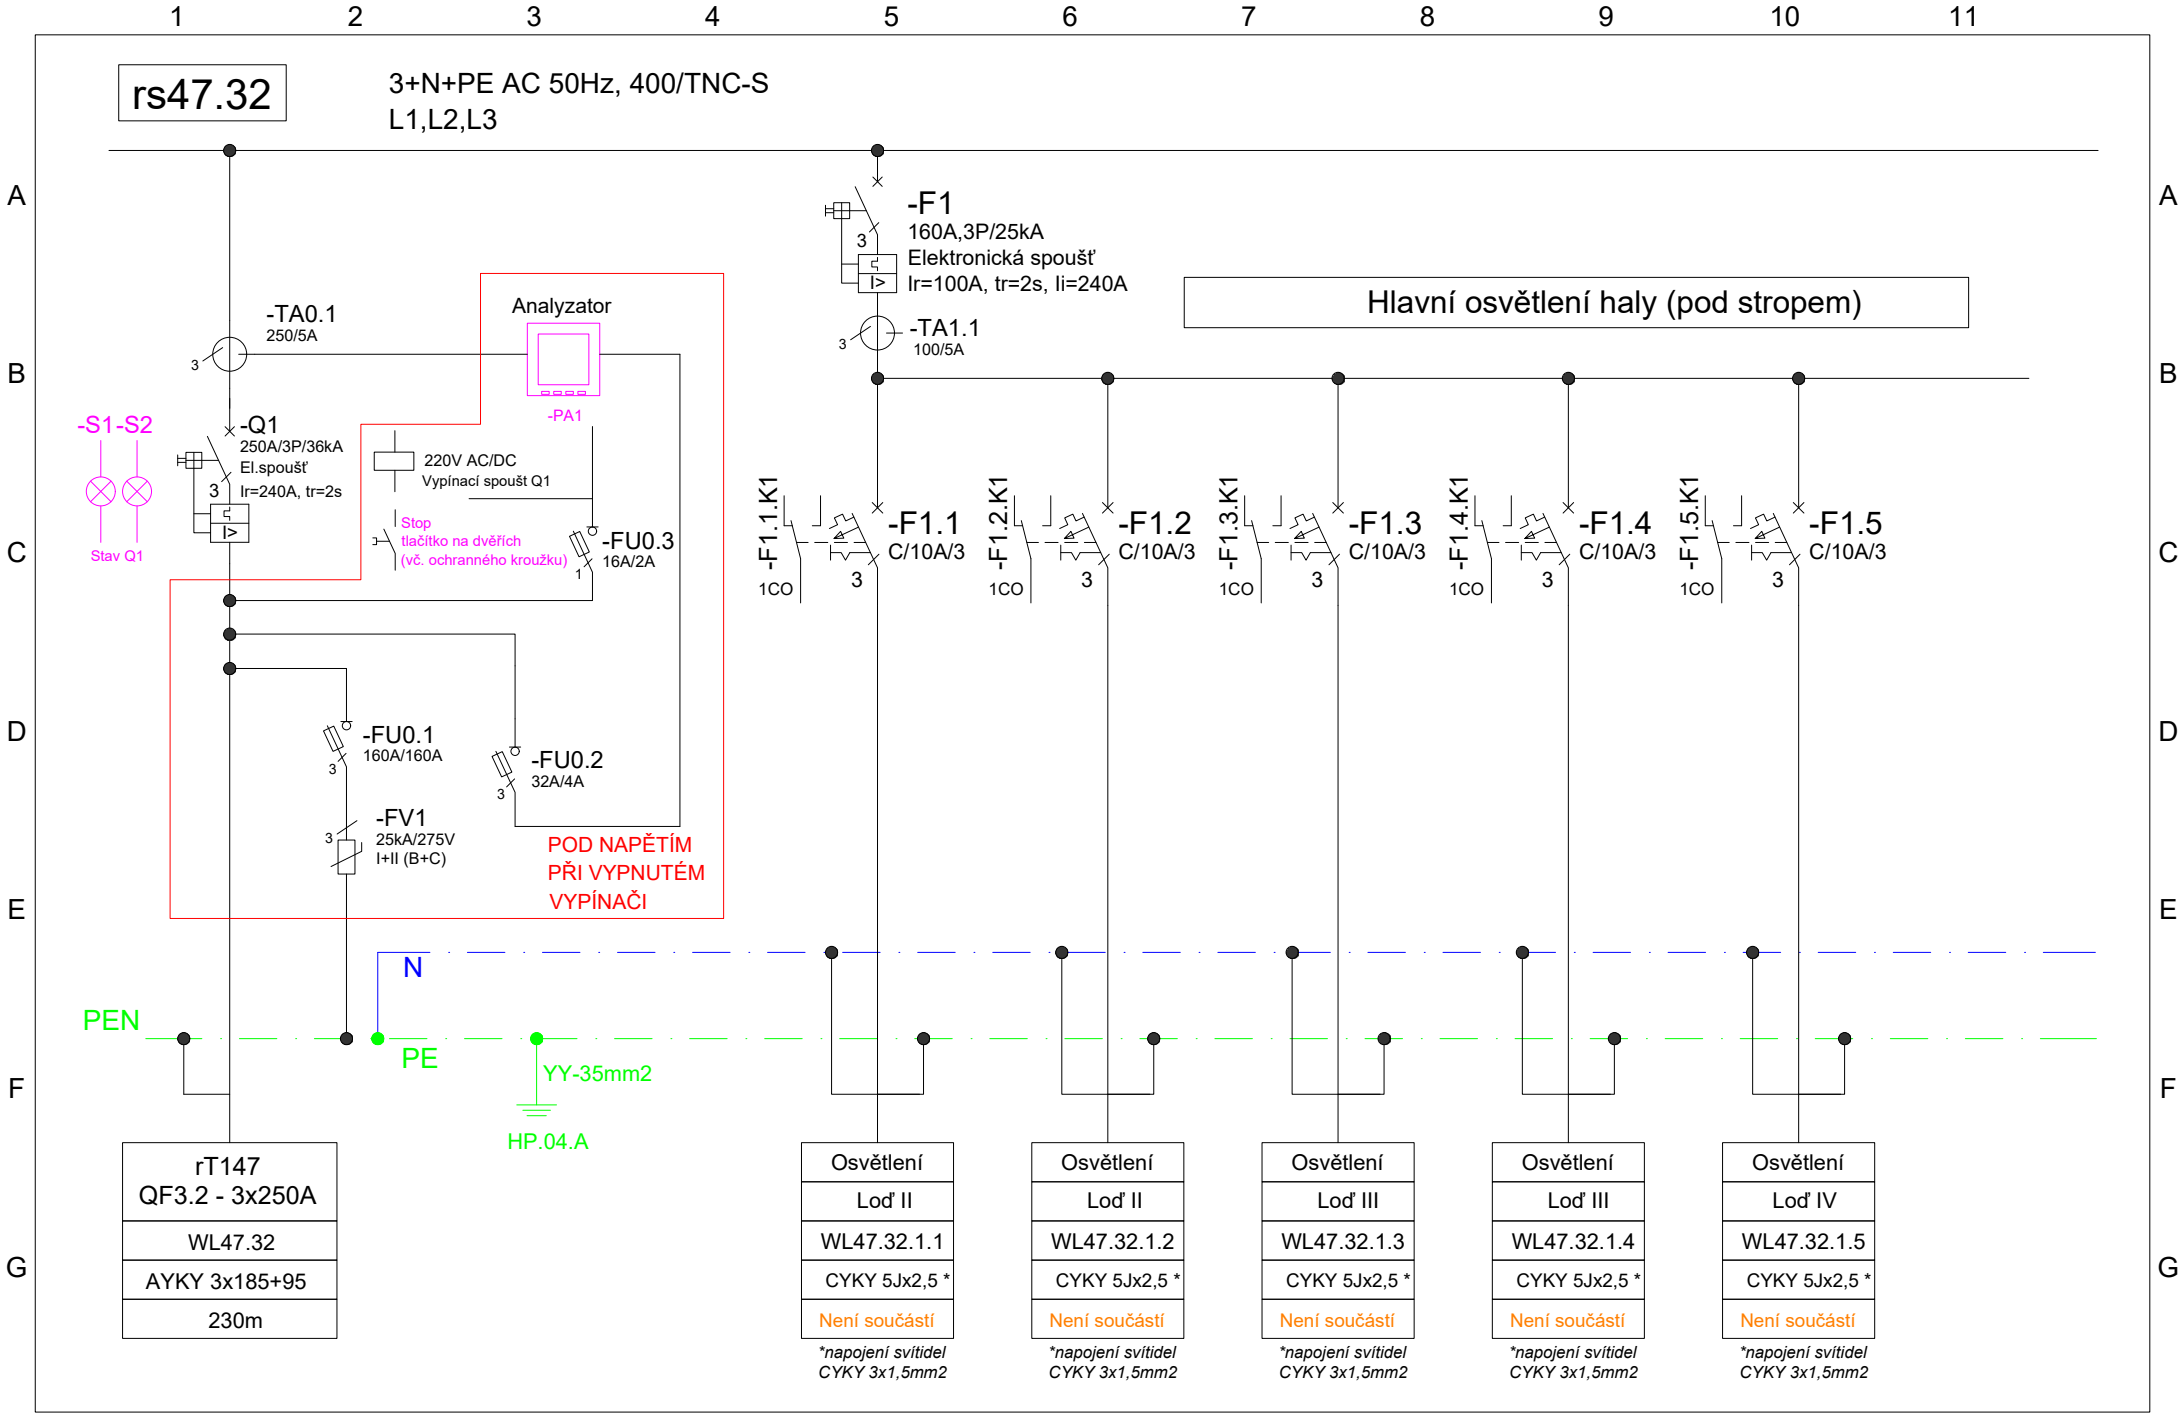 1 2 3 4 5 6 7 8 9 10 11
rs47.32
3+N+PE AC 50Hz, 400/TNC-S
L1,L2,L3
A
A
-F1
160A,3P/25kA
Elektronická spoušť
Ir=100A, tr=2s, Ii=240A
3
I>
Hlavní osvětlení haly (pod stropem)
-TA0.1
250/5A
3
Analyzator
-PA1
-TA1.1
100/5A
3
B
B
-S1
-S2
Stav Q1
-Q1
250A/3P/36kA
El.spoušť
Ir=240A, tr=2s
3
I>
220V AC/DC
Vypínací spoušt Q1
Stop
tlačítko na dvěřích
(vč. ochranného kroužku)
-FU0.3
16A/2A
1
C
C
-F1.1.K1
1CO
-F1.1
C/10A/3
3
-F1.2.K1
1CO
-F1.2
C/10A/3
3
-F1.3.K1
1CO
-F1.3
C/10A/3
3
-F1.4.K1
1CO
-F1.4
C/10A/3
3
-F1.5.K1
1CO
-F1.5
C/10A/3
3
D
D
-FU0.1
160A/160A
3
-FU0.2
32A/4A
3
-FV1
25kA/275V
I+II (B+C)
3
POD NAPĚTÍM
PŘI VYPNUTÉM
VYPÍNAČI
E
E
N
PEN
PE
YY-35mm2
HP.04.A
F
F
G
G
rT147
QF3.2 - 3x250A
WL47.32
AYKY 3x185+95
230m
Osvětlení
Loď II
WL47.32.1.1
CYKY 5Jx2,5 *
Není součástí
*napojení svítidel
CYKY 3x1,5mm2
Osvětlení
Loď II
WL47.32.1.2
CYKY 5Jx2,5 *
Není součástí
*napojení svítidel
CYKY 3x1,5mm2
Osvětlení
Loď III
WL47.32.1.3
CYKY 5Jx2,5 *
Není součástí
*napojení svítidel
CYKY 3x1,5mm2
Osvětlení
Loď III
WL47.32.1.4
CYKY 5Jx2,5 *
Není součástí
*napojení svítidel
CYKY 3x1,5mm2
Osvětlení
Loď IV
WL47.32.1.5
CYKY 5Jx2,5 *
Není součástí
*napojení svítidel
CYKY 3x1,5mm2